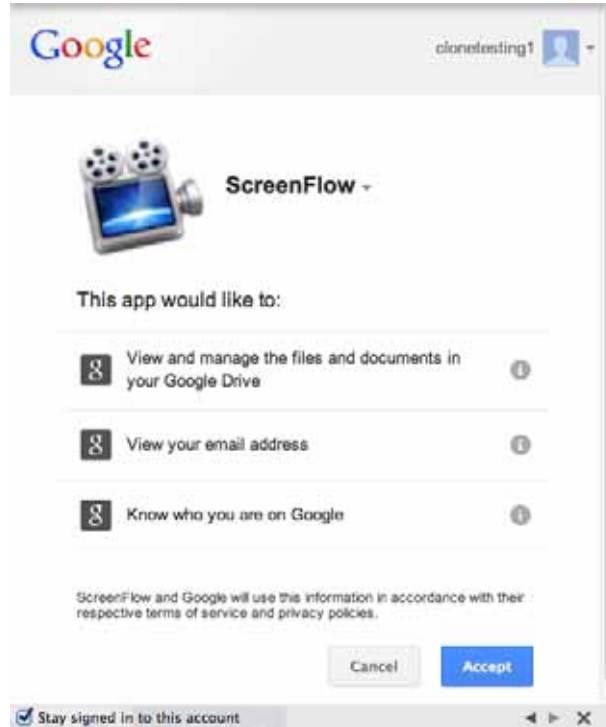 Google
clonetesting1
ScreenFlow
This app would like to:
View and manage the files and documents in
your Google Drive
View your email address
Know who you are on Google
ScreenFlow and Google will use this information in accordance with their
respective terms of service and privacy policies.
Cancel
Accept
Stay signed in to this account